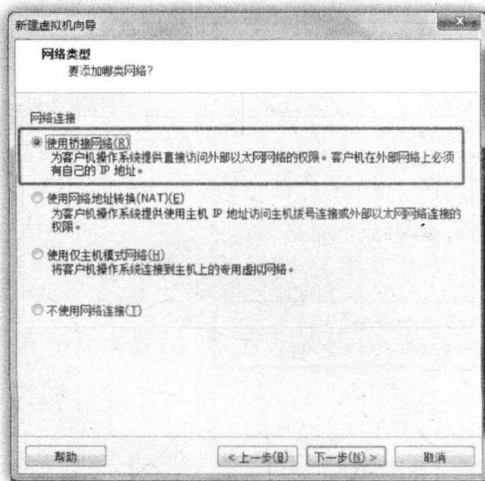 新建虚拟机向导
网络类型
要添加哪类网络?
网络连接
使用桥接网络(R)
为客户机操作系统提供直接访问外部以太网网络的权限。客户机在外部网络上必须
有自己的 IP 地址。
使用网络地址转换(NAT)(E)
为客户机操作系统提供使用主机 IP 地址访问主机拨号连接或外部以太网网络连接的
权限。
使用仅主机模式网络(H)
将客户机操作系统连接到主机上的专用虚拟网络。
不使用网络连接(T)
帮助
< 上一步(B)
下一步(N) >
取消